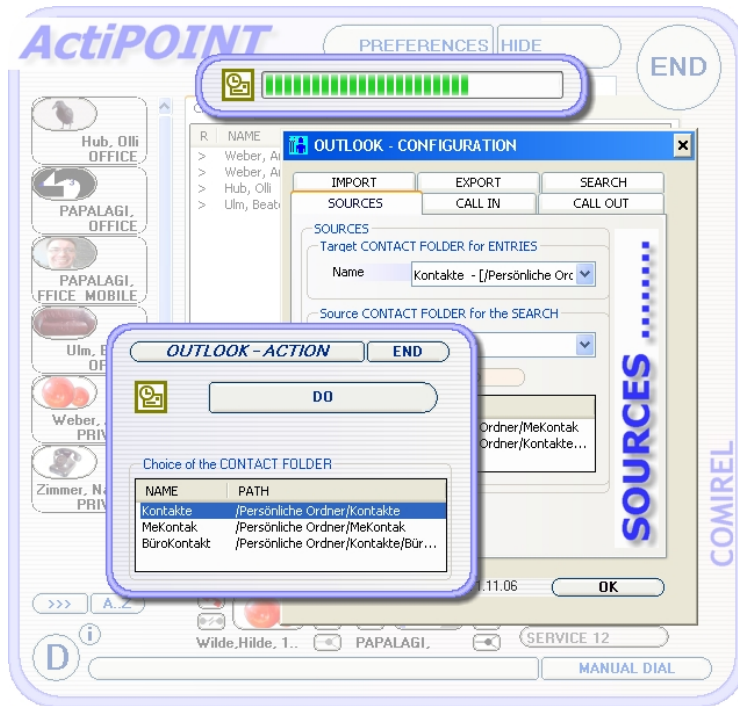 ActiPOINT
PREFERENCES HIDE
END
Hub, Olli
OFFICE
PAPALAGI,
OFFICE
PAPALAGI,
FFICE MOBILE
Ulm,
Weber,
PRIV
Zimmer, N
PRIV
R NAME
> Weber,
> Weber,
> Hub, Olli
> Ulm, Beat
OUTLOOK - CONFIGURATION
IMPORT EXPORT SEARCH
SOURCES CALL IN CALL OUT
SOURCES
Target CONTACT FOLDER for ENTRIES
Name Kontakte - [/Persönliche Orc
Source CONTACT FOLDER for the SEARCH
Ordner/MeKontak
Ordner/Kontakte...
SOURCES .........
1.11.06 OK
OUTLOOK-ACTION END
DO
Choice of the CONTACT FOLDER
NAME PATH
Kontakte /Persönliche Ordner/Kontakte
MeKontak /Persönliche Ordner/MeKontak
BüroKontakt /Persönliche Ordner/Kontakte/Bür...
COMIREL
>>> A..Z
i
D
Wilde,Hilde, 1.. PAPALAGI,
SERVICE 12
MANUAL DIAL